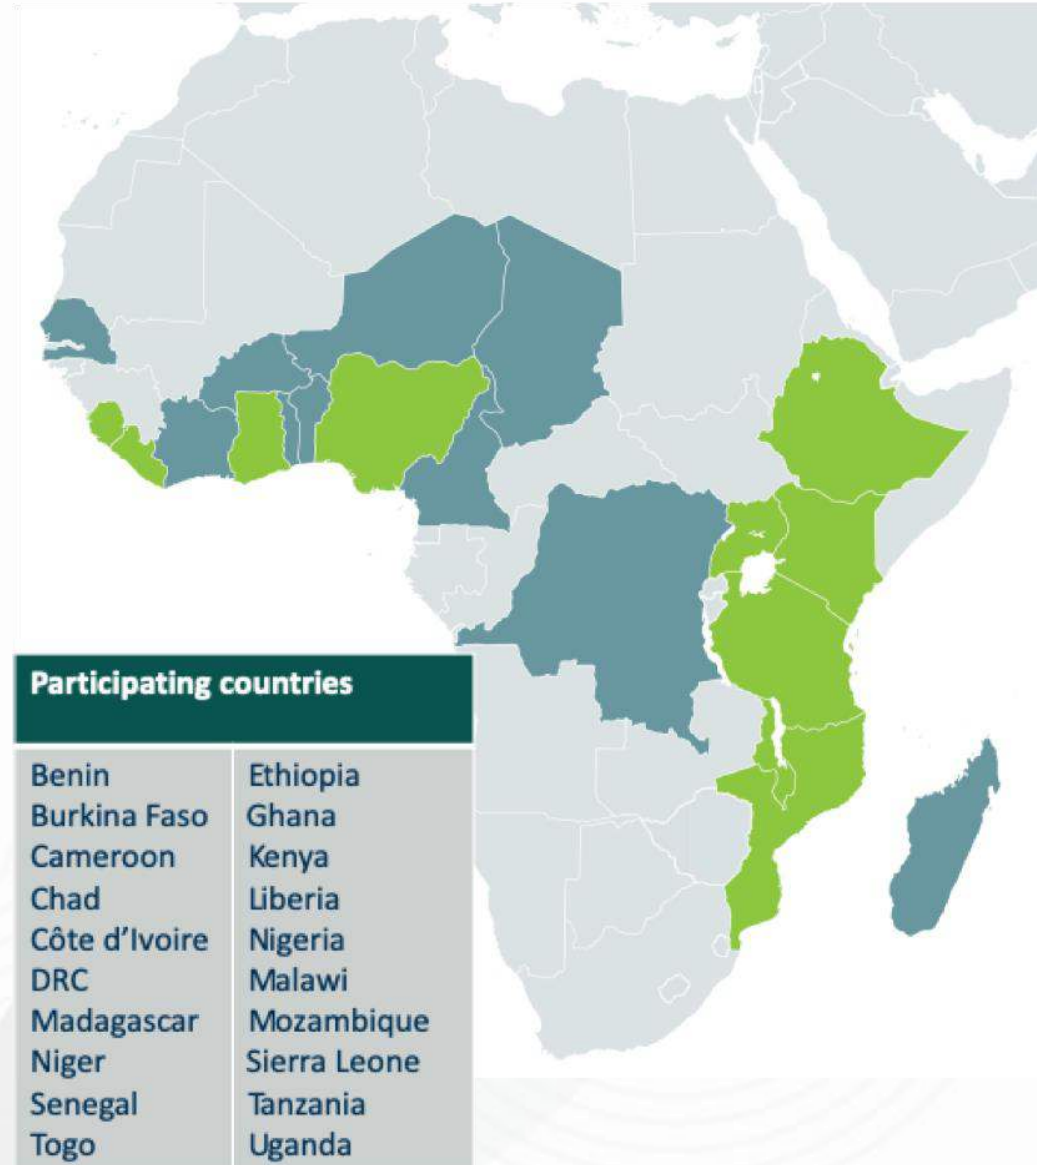 Participating countries
Benin
Burkina Faso
Cameroon
Chad
Côte d’Ivoire
DRC
Madagascar
Niger
Senegal
Togo
Ethiopia
Ghana
Kenya
Liberia
Nigeria
Malawi
Mozambique
Sierra Leone
Tanzania
Uganda